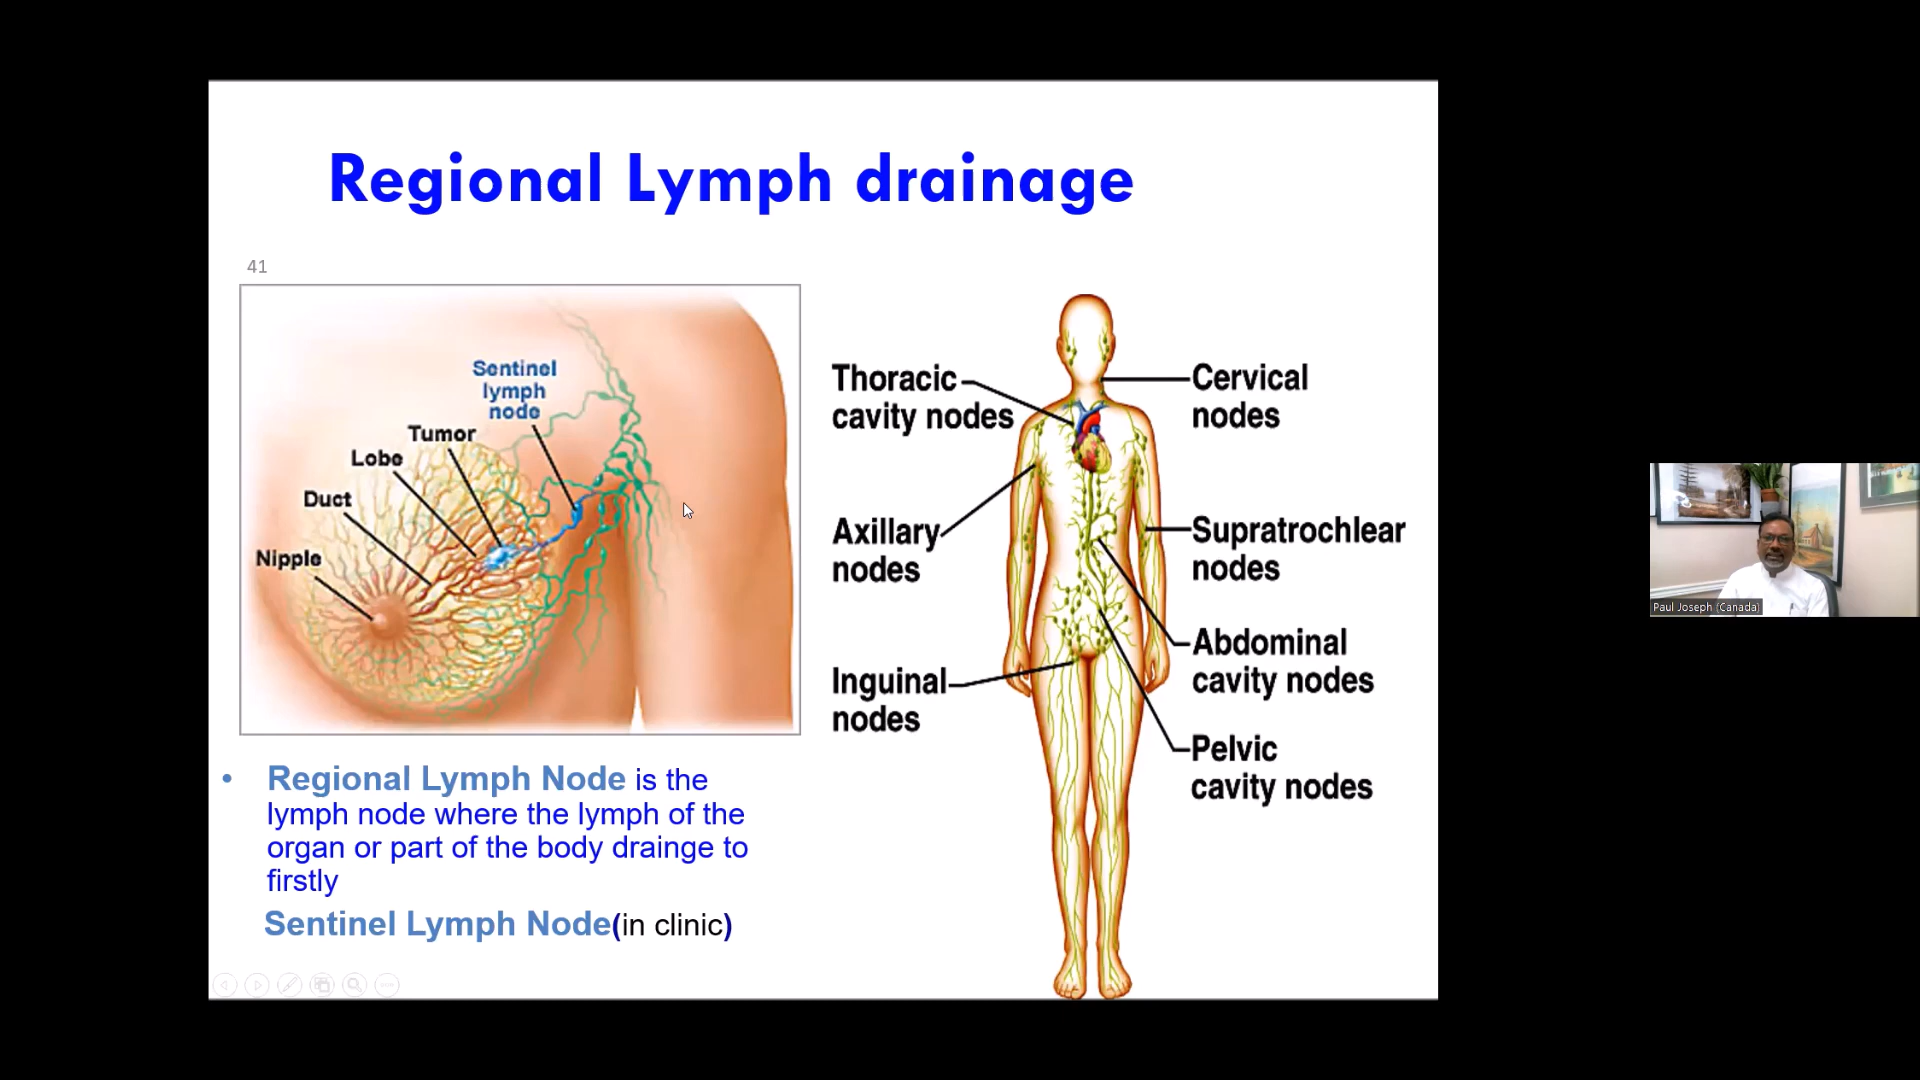 Regional Lymph drainage
41
Sentinel
lymph
node
Tumor
Lobe
Duct
Nipple
Thoracic
cavity nodes
Cervical
nodes
Axillary
nodes
Supratrochlear
nodes
Inguinal
nodes
Abdominal
cavity nodes
Pelvic
cavity nodes
• Regional Lymph Node is the
lymph node where the lymph of the
organ or part of the body drainge to
firstly
Sentinel Lymph Node(in clinic)
Paul Joseph (Canada)